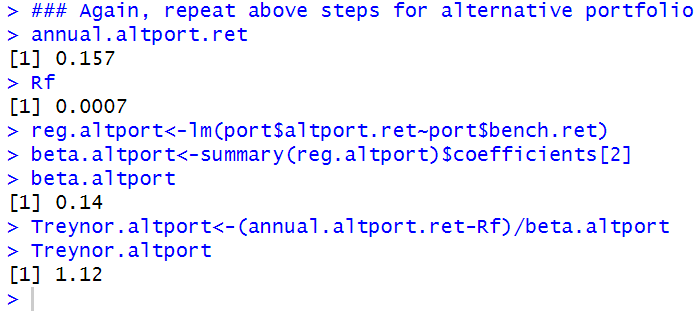 > ### Again, repeat above steps for alternative portfolio
> annual.altport.ret
[1] 0.157
> Rf
[1] 0.0007
> reg.altport<-lm(port$altport.ret~port$bench.ret)
> beta.altport<-summary(reg.altport)$coefficients[2]
> beta.altport
[1] 0.14
> Treynor.altport<-(annual.altport.ret-Rf)/beta.altport
> Treynor.altport
[1] 1.12
>